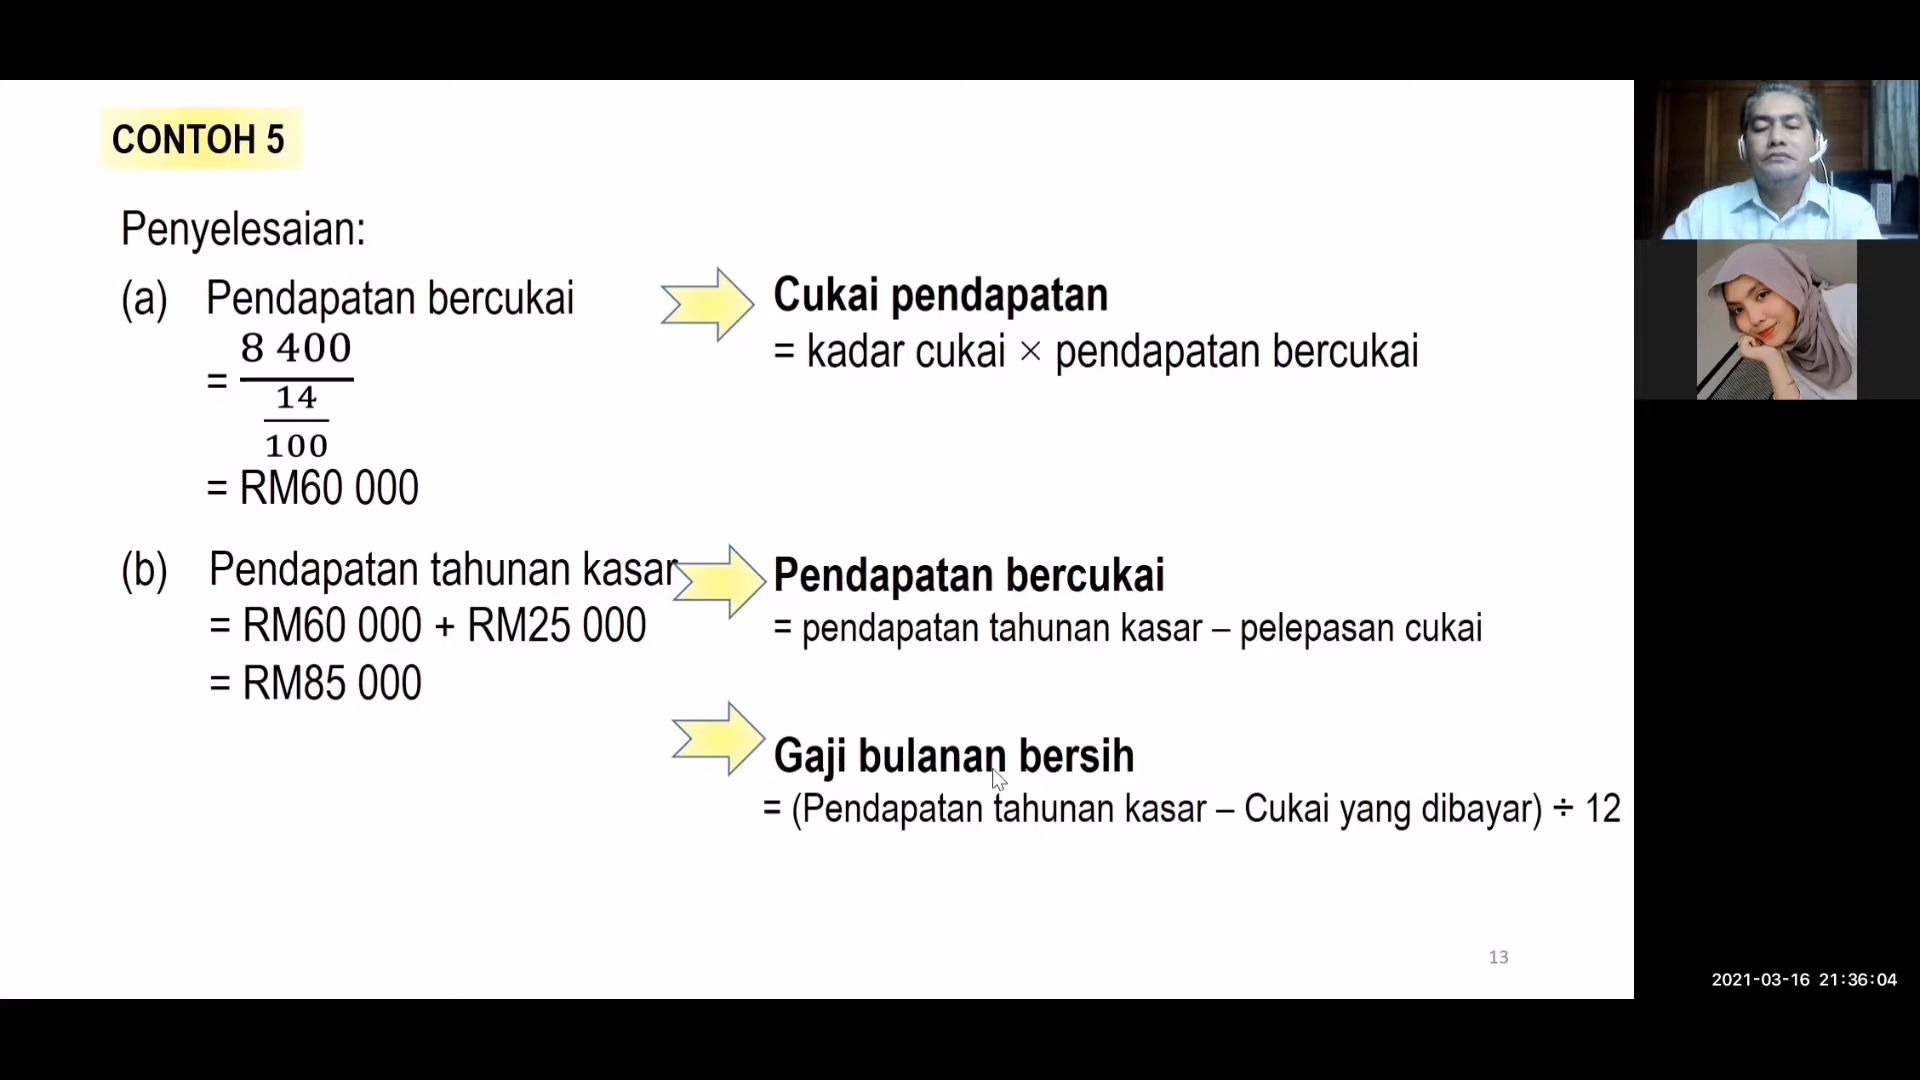 CONTOH 5
Penyelesaian:
(a) Pendapatan bercukai
= 8 400
14
100
= RM60 000
Cukai pendapatan
= kadar cukai × pendapatan bercukai
(b) Pendapatan tahunan kasar
= RM60 000 + RM25 000
= RM85 000
Pendapatan bercukai
= pendapatan tahunan kasar – pelepasan cukai
Gaji bulanan bersih
= (Pendapatan tahunan kasar – Cukai yang dibayar) ÷ 12
13
2021-03-16 21:36:04